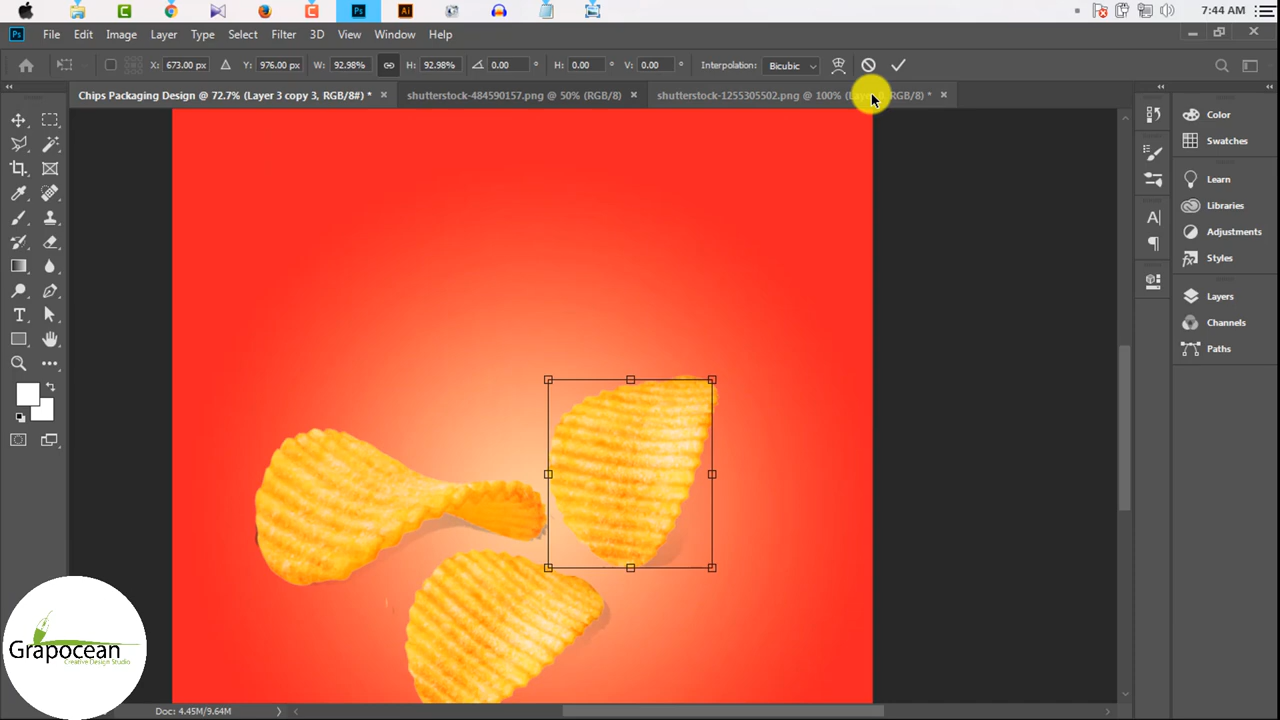 7:44 AM
Ps File Edit Image Layer Type Select Filter 3D View Window Help
X: 673.00 px Y: 976.00 px W: 92.98% H: 92.98% 0.00 ° H: 0.00 ° V: 0.00 ° Interpolation: Bicubic
Chips Packaging Design @ 72.7% (Layer 3 copy 3, RGB/8#) * × shutterstock-484590157.png @ 50% (RGB/8) × shutterstock-1255305502.png @ 100% RGB/8) * ×
Color
Swatches
Learn
Libraries
Adjustments
Styles
Layers
Channels
Paths
Grapocean
Creative Design Studio
Doc: 4.45M/9.64M